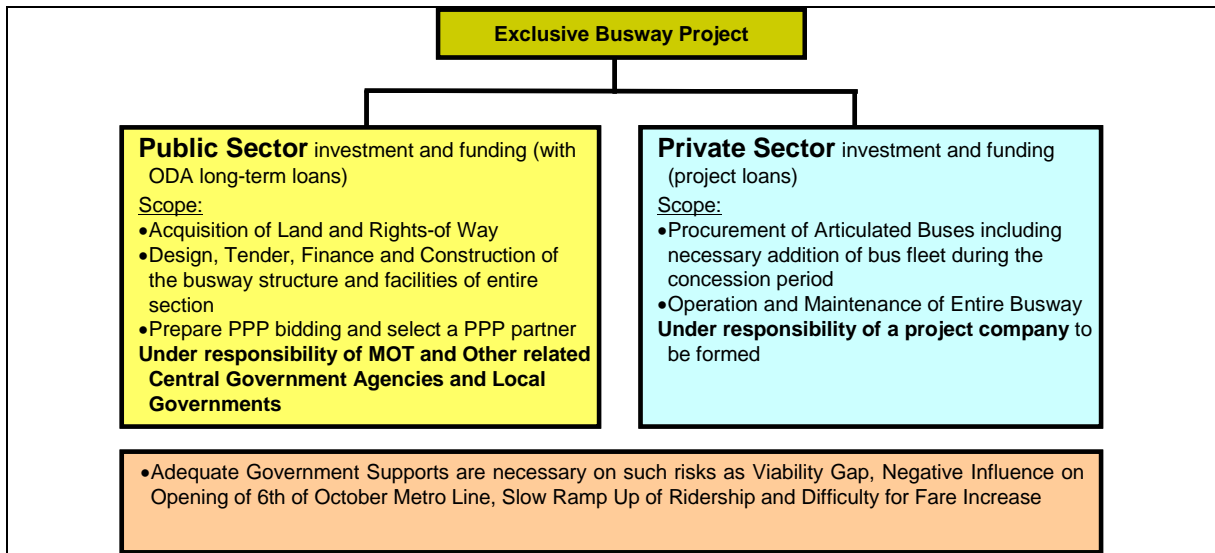 Exclusive Busway Project
Public Sector investment and funding (with
ODA long-term loans)
Scope:
•Acquisition of Land and Rights-of Way
•Design, Tender, Finance and Construction of
the busway structure and facilities of entire
section
•Prepare PPP bidding and select a PPP partner
Under responsibility of MOT and Other related
Central Government Agencies and Local
Governments
Private Sector investment and funding
(project loans)
Scope:
•Procurement of Articulated Buses including
necessary addition of bus fleet during the
concession period
•Operation and Maintenance of Entire Busway
Under responsibility of a project company to
be formed
•Adequate Government Supports are necessary on such risks as Viability Gap, Negative Influence on
Opening of 6th of October Metro Line, Slow Ramp Up of Ridership and Difficulty for Fare Increase